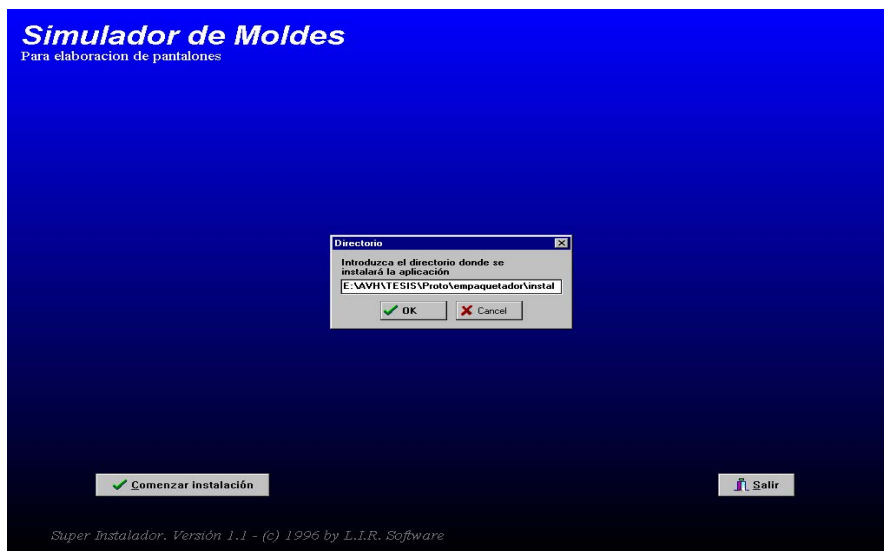 Simulador de Moldes
Para elaboracion de pantalones
Directorio
Introduzca el directorio donde se
instalará la aplicación
E:\AVH\TESIS\Proto\empaquetador\instal
OK
Cancel
Comenzar instalación
Salir
Super Instalador. Versión 1.1 - (c) 1996 by L.I.R. Software